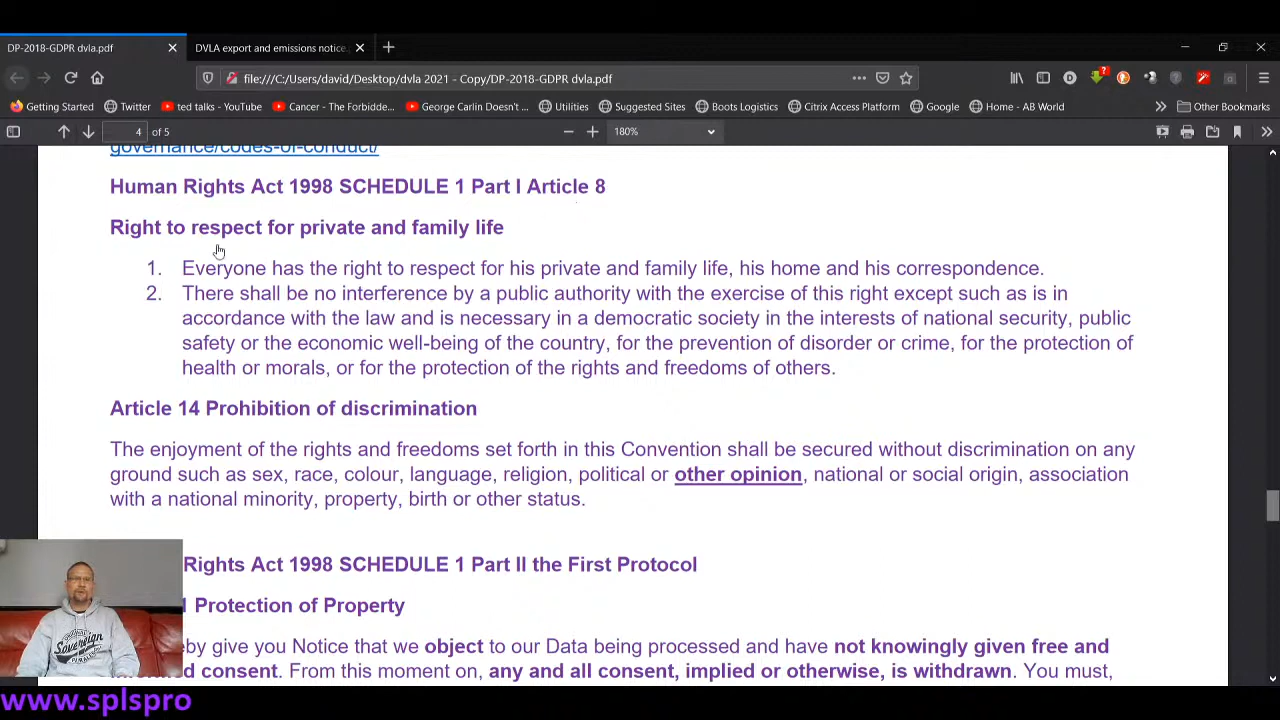 DP-2018-GDPR dvla.pdf
DVLA export and emissions notice.
file:///C:/Users/david/Desktop/dvla 2021 - Copy/DP-2018-GDPR dvla.pdf
Getting Started Twitter ted talks - YouTube Cancer - The Forbidde... George Carlin Doesn't ... Utilities Suggested Sites Boots Logistics Citrix Access Platform Google Home - AB World Other Bookmarks
4 of 5 180%
governance/codes-of-conduct/
Human Rights Act 1998 SCHEDULE 1 Part I Article 8
Right to respect for private and family life
1. Everyone has the right to respect for his private and family life, his home and his correspondence.
2. There shall be no interference by a public authority with the exercise of this right except such as is in
accordance with the law and is necessary in a democratic society in the interests of national security, public
safety or the economic well-being of the country, for the prevention of disorder or crime, for the protection of
health or morals, or for the protection of the rights and freedoms of others.
Article 14 Prohibition of discrimination
The enjoyment of the rights and freedoms set forth in this Convention shall be secured without discrimination on any
ground such as sex, race, colour, language, religion, political or other opinion, national or social origin, association
with a national minority, property, birth or other status.
Rights Act 1998 SCHEDULE 1 Part II the First Protocol
1 Protection of Property
eby give you Notice that we object to our Data being processed and have not knowingly given free and
d consent. From this moment on, any and all consent, implied or otherwise, is withdrawn. You must,
Sovereign
www.splspro